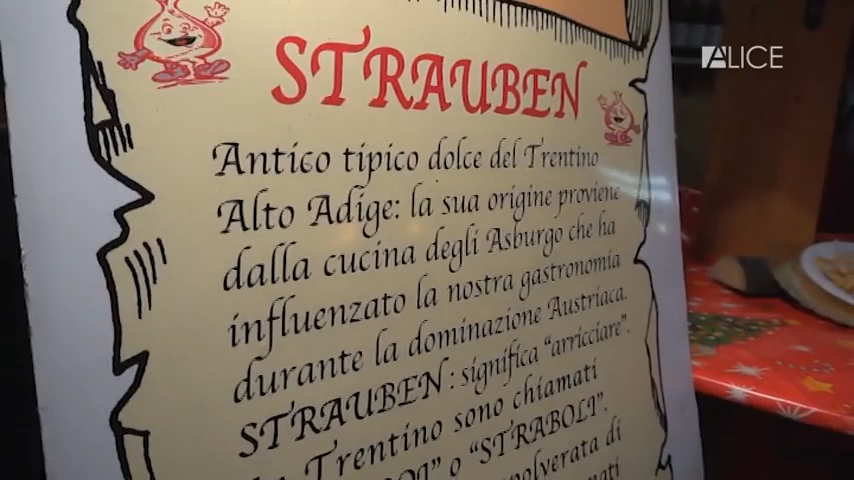 ALICE
STRAUBEN
Antico tipico dolce del Trentino
Alto Adige: la sua origine proviene
dalla cucina degli Asburgo che ha
influenzato la nostra gastronomia
durante la dominazione Austriaca.
STRAUBEN: significa "arricciare".
Trentino sono chiamati
o "STRABOLI".
di